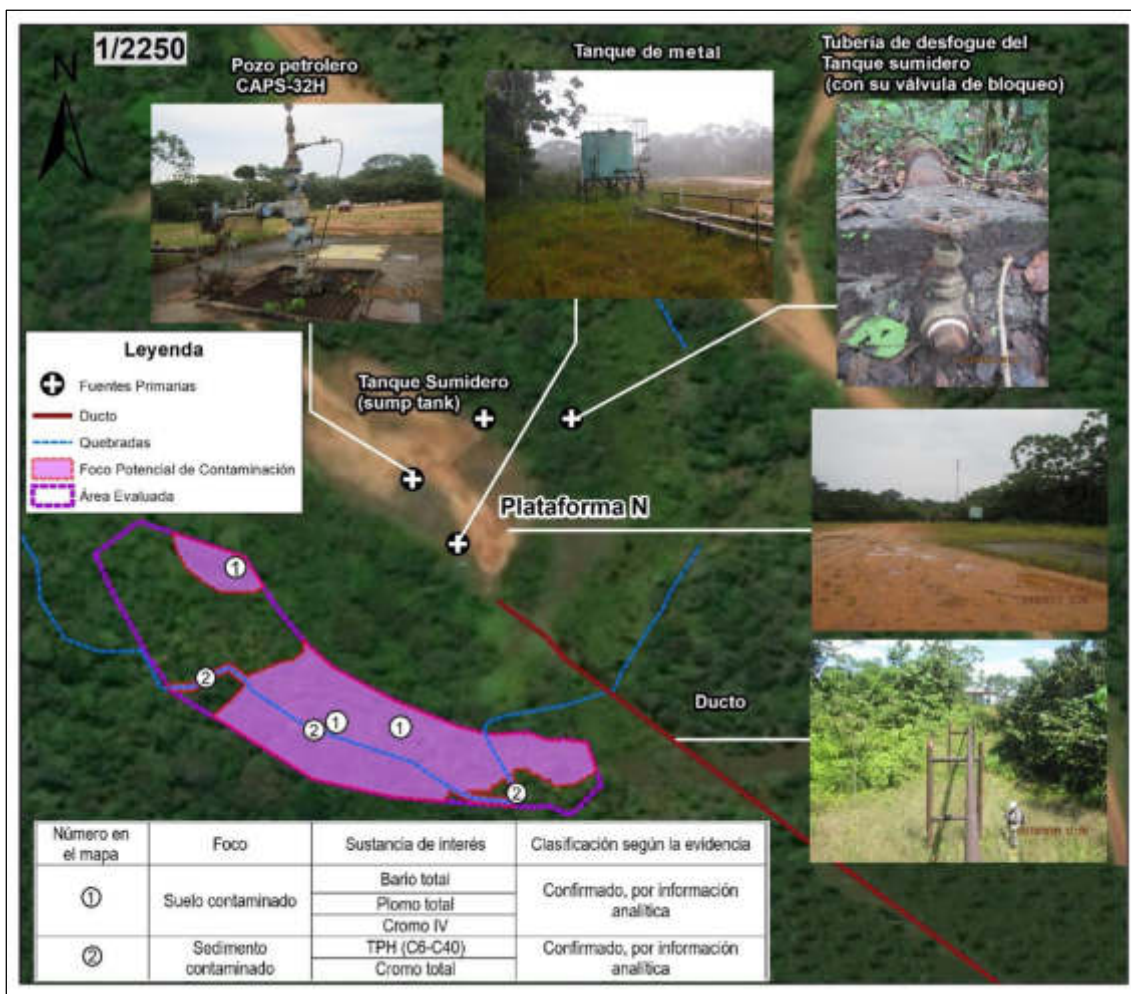 1/2250
N
Pozo petrolero
CAPS-32H
Tanque de metal
Tubería de desfogue del
Tanque sumidero
(con su válvula de bloqueo)
Leyenda
Fuentes Primarias
Ducto
Quebradas
Foco Potencial de Contaminación
Área Evaluada
Tanque Sumidero
(sump tank)
Plataforma N
Ducto
1
2
2
1
1
2
Número en
el mapa
Foco
Sustancia de interés
Clasificación según la evidencia
1
Suelo contaminado
Bario total
Plomo total
Cromo IV
Confirmado, por información
analítica
2
Sedimento
contaminado
TPH (C6-C40)
Cromo total
Confirmado, por información
analítica